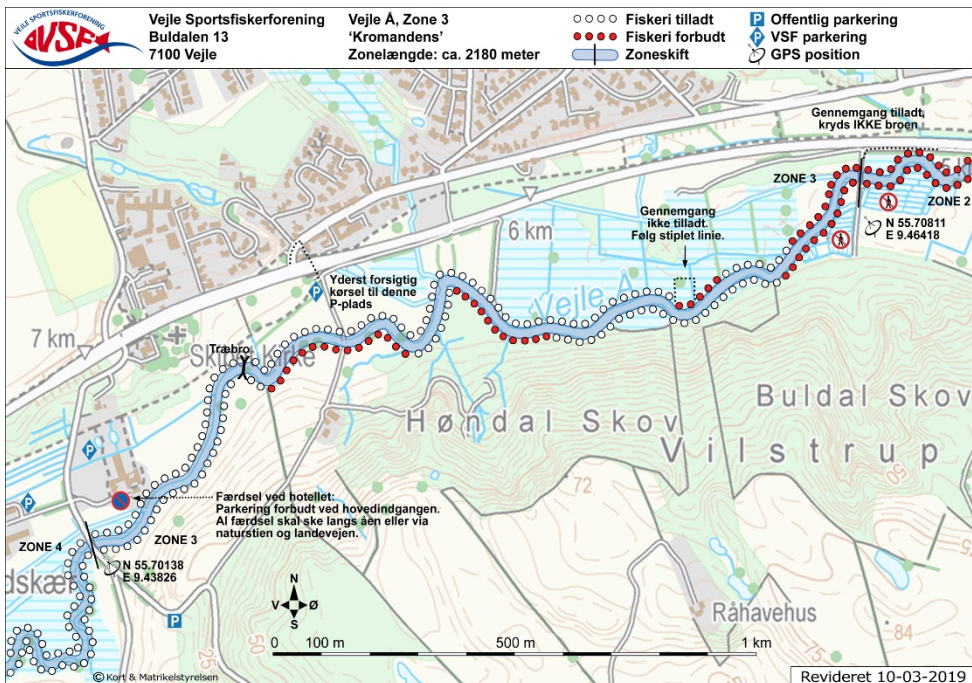 VEJLE SPORTSFISKERFORENING
VSF
Vejle Sportsfiskerforening
Buldalen 13
7100 Vejle
Vejle Å, Zone 3
'Kromandens'
Zonelængde: ca. 2180 meter
Fiskeri tilladt
Fiskeri forbudt
Zoneskift
P Offentlig parkering
P VSF parkering
GPS position
Gennemgang tilladt,
kryds IKKE broen
ZONE 3
ZONE 2
N 55.70811
E 9.46418
Gennemgang
ikke tilladt.
Følg stiplet linie.
6 km
Vejle Å
Yderst forsigtig
kørsel til denne
P-plads
P
7 km
Træbro
Kirke
Høndal Skov
Buldal Skov
Vilstrup
P
P
72
50
Færdsel ved hotellet:
Parkering forbudt ved hovedindgangen.
Al færdsel skal ske langs åen eller via
naturstien og landevejen.
ZONE 4
ZONE 3
N 55.70138
E 9.43826
dskær
P
25
50
N
V Ø
S
0 100 m 500 m 1 km
Råhavehus
84
75
© Kort & Matrikelstyrelsen
Revideret 10-03-2019